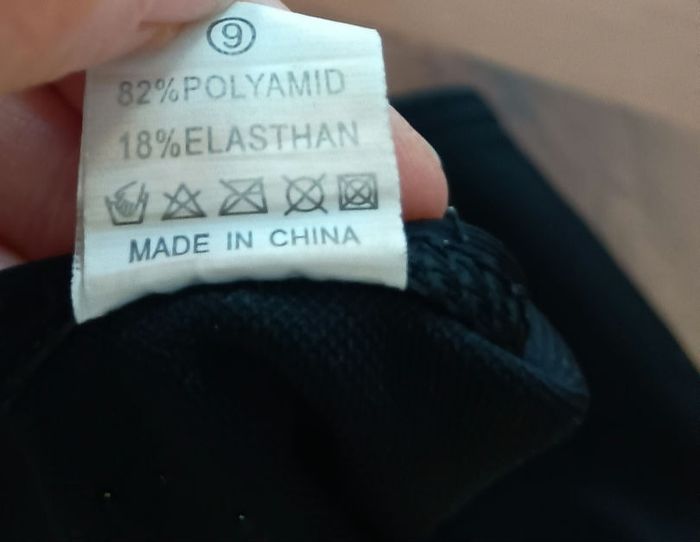 9
82%POLYAMID
18%ELASTHAN
MADE IN CHINA